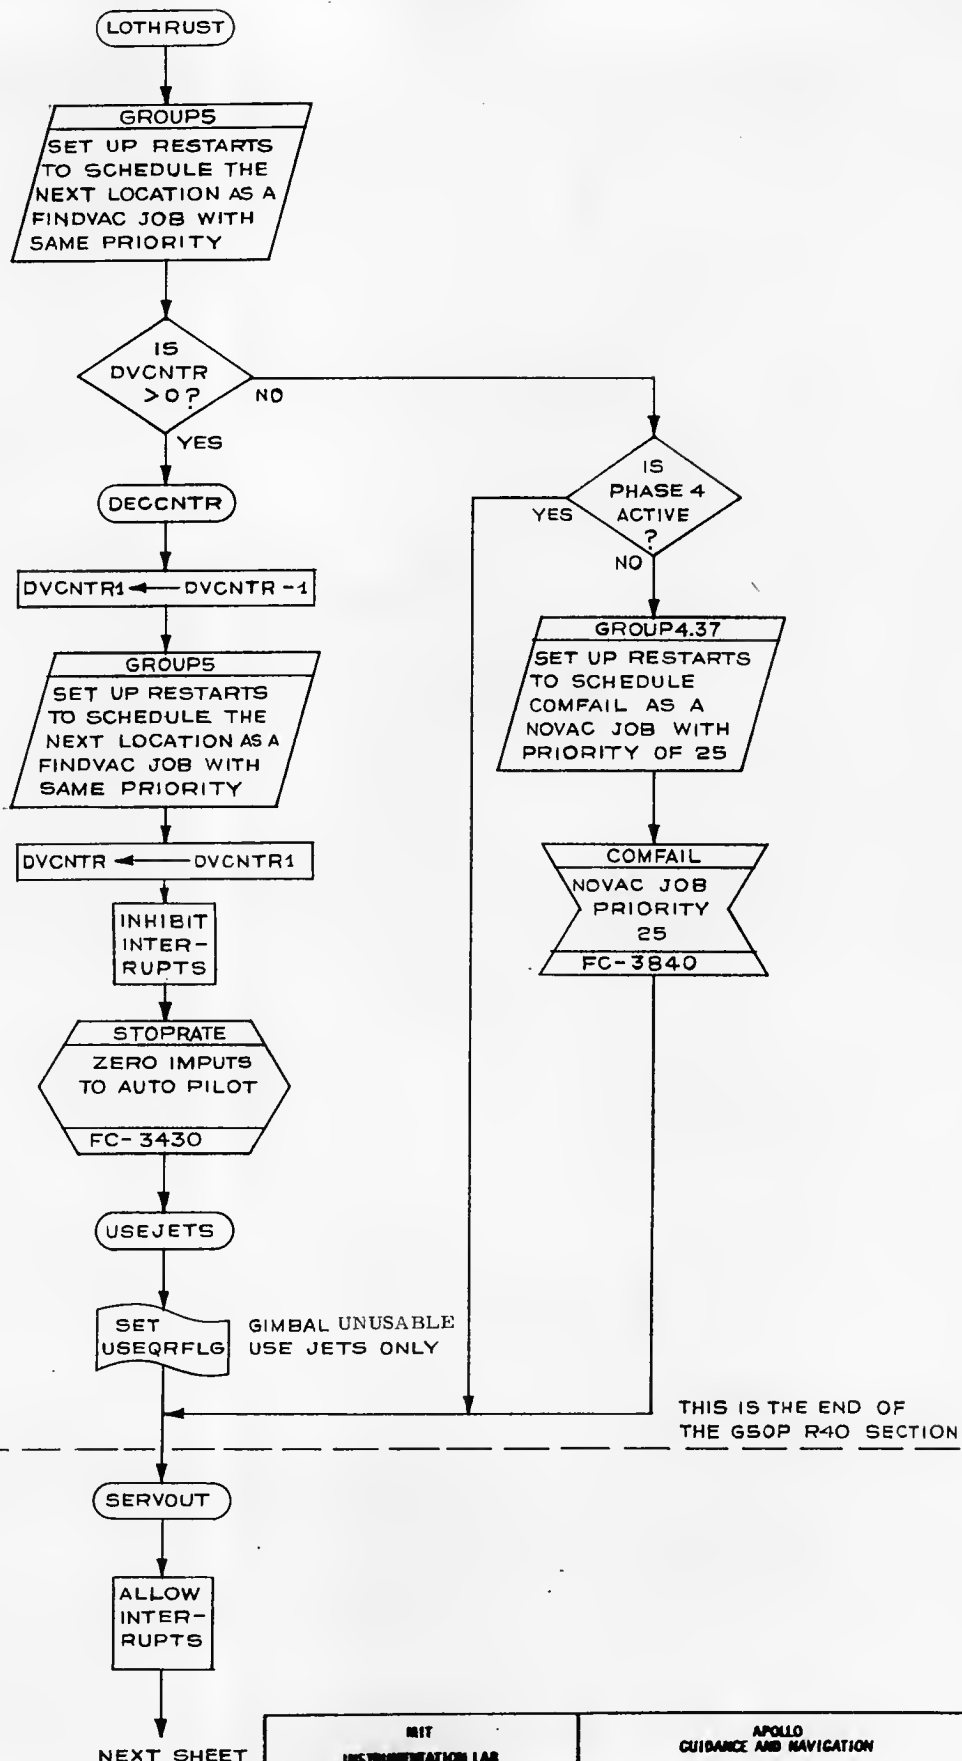 LOTHRUST
GROUP5
SET UP RESTARTS
TO SCHEDULE THE
NEXT LOCATION AS A
FINDVAC JOB WITH
SAME PRIORITY
IS
DVCNTR
>0?
NO
YES
IS
PHASE 4
ACTIVE
?
YES
NO
DECCNTR
DVCNTR1 ← DVCNTR-1
GROUP5
SET UP RESTARTS
TO SCHEDULE THE
NEXT LOCATION AS A
FINDVAC JOB WITH
SAME PRIORITY
GROUP4.37
SET UP RESTARTS
TO SCHEDULE
COMFAIL AS A
NOVAC JOB WITH
PRIORITY OF 25
DVCNTR ← DVCNTR1
COMFAIL
NOVAC JOB
PRIORITY
25
FC-3840
INHIBIT
INTER-
RUPTS
STOPRATE
ZERO IMPUTS
TO AUTO PILOT
FC-3430
USEJETS
SET
USEQRFLG
GIMBAL UNUSABLE
USE JETS ONLY
THIS IS THE END OF
THE GSOP R40 SECTION
SERVOUT
ALLOW
INTER-
RUPTS
NEXT SHEET
MIT
INSTRUMENTATION LAB
APOLLO
GUIDANCE AND NAVIGATION